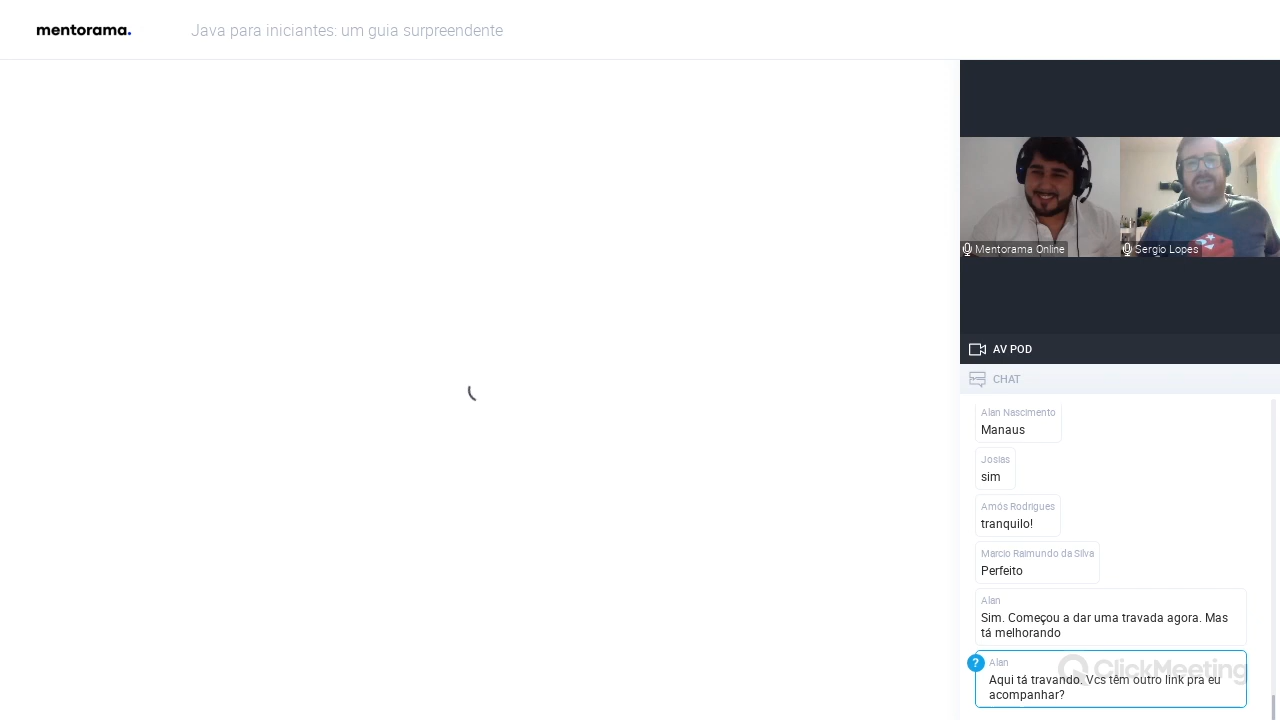 mentorama.
Java para iniciantes: um guia surpreendente
Mentorama Online
Sergio Lopes
AV POD
CHAT
Alan Nascimento
Manaus
Josias
sim
Amós Rodrigues
tranquilo!
Marcio Raimundo da Silva
Perfeito
Alan
Sim. Começou a dar uma travada agora. Mas
tá melhorando
?
Alan
Aqui tá travando. Vcs têm outro link pra eu
acompanhar?
ClickMeeting